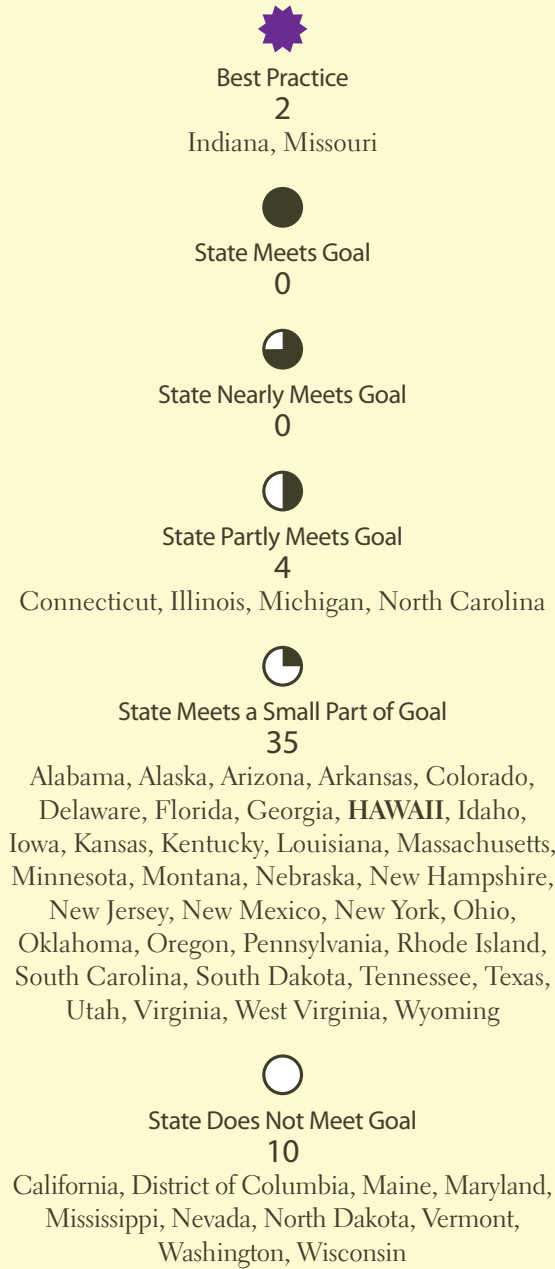 Best Practice
2
Indiana, Missouri
State Meets Goal
0
State Nearly Meets Goal
0
State Partly Meets Goal
4
Connecticut, Illinois, Michigan, North Carolina
State Meets a Small Part of Goal
35
Alabama, Alaska, Arizona, Arkansas, Colorado,
Delaware, Florida, Georgia, HAWAII, Idaho,
Iowa, Kansas, Kentucky, Louisiana, Massachusetts,
Minnesota, Montana, Nebraska, New Hampshire,
New Jersey, New Mexico, New York, Ohio,
Oklahoma, Oregon, Pennsylvania, Rhode Island,
South Carolina, South Dakota, Tennessee, Texas,
Utah, Virginia, West Virginia, Wyoming
State Does Not Meet Goal
10
California, District of Columbia, Maine, Maryland,
Mississippi, Nevada, North Dakota, Vermont,
Washington, Wisconsin